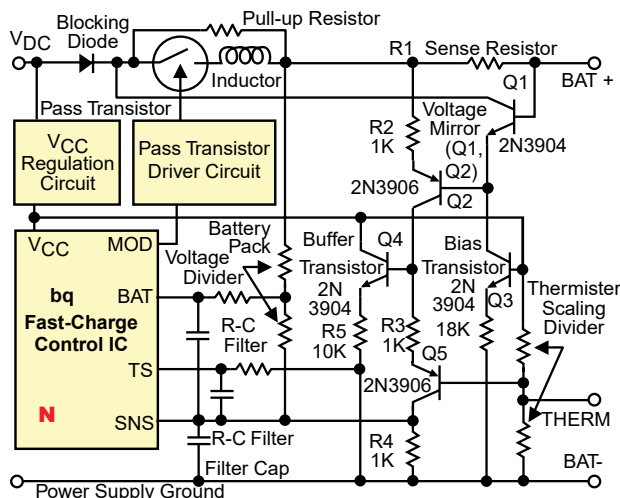 Blocking
Diode
Pull-up Resistor
VDC
Inductor
R1
Sense Resistor
BAT +
Pass Transistor
Q1
R2
1K
Voltage
Mirror
(Q1,
Q2)
2N3904
VCC
Regulation
Circuit
Pass Transistor
Driver Circuit
2N3906
Q2
VCC
MOD
Battery
Pack
Voltage
Divider
Buffer
Transistor
2N
3904
Q4
Bias
Transistor
2N
3904
Q3
Thermister
Scaling
Divider
bq
Fast-Charge
Control IC
BAT
R-C
Filter
R5
10K
R3
1K
18K
Q5
TS
2N3906
THERM
N
SNS
R-C Filter
R4
1K
Filter Cap
BAT-
Power Supply Ground